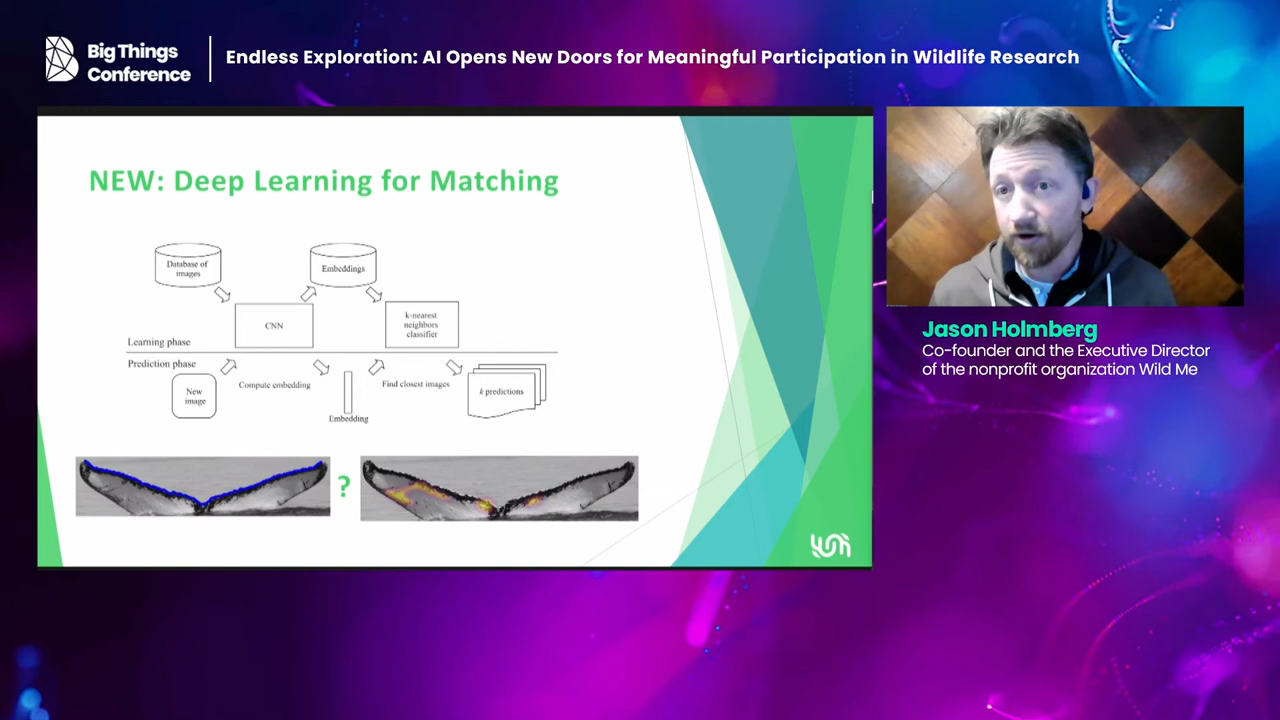 Big Things
Conference
Endless Exploration: AI Opens New Doors for Meaningful Participation in Wildlife Research
NEW: Deep Learning for Matching
Database of
images
Embeddings
CNN
k-nearest
neighbors
classifier
Learning phase
Prediction phase
New
image
Compute embedding
Embedding
Find closest images
k predictions
?
Jason Holmberg
Co-founder and the Executive Director
of the nonprofit organization Wild Me